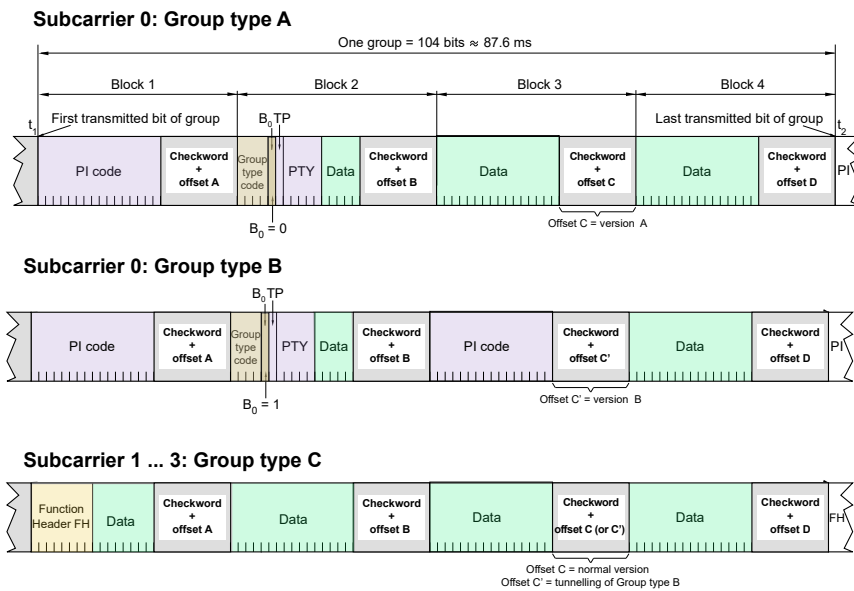 Subcarrier 0: Group type A
One group = 104 bits ≈ 87.6 ms
Block 1 Block 2 Block 3 Block 4
t1 First transmitted bit of group B0 TP Last transmitted bit of group t2
PI code
Checkword
+
offset A
Group
type
code
PTY
Data
Checkword
+
offset B
Data
Checkword
+
offset C
Data
Checkword
+
offset D
PI
B0 = 0
Offset C = version A
Subcarrier 0: Group type B
B0 TP
PI code
Checkword
+
offset A
Group
type
code
PTY
Data
Checkword
+
offset B
PI code
Checkword
+
offset C'
Data
Checkword
+
offset D
PI
B0 = 1
Offset C' = version B
Subcarrier 1 ... 3: Group type C
Function
Header FH
Data
Checkword
+
offset A
Data
Checkword
+
offset B
Data
Checkword
+
offset C (or C')
Data
Checkword
+
offset D
FH
Offset C = normal version
Offset C' = tunnelling of Group type B